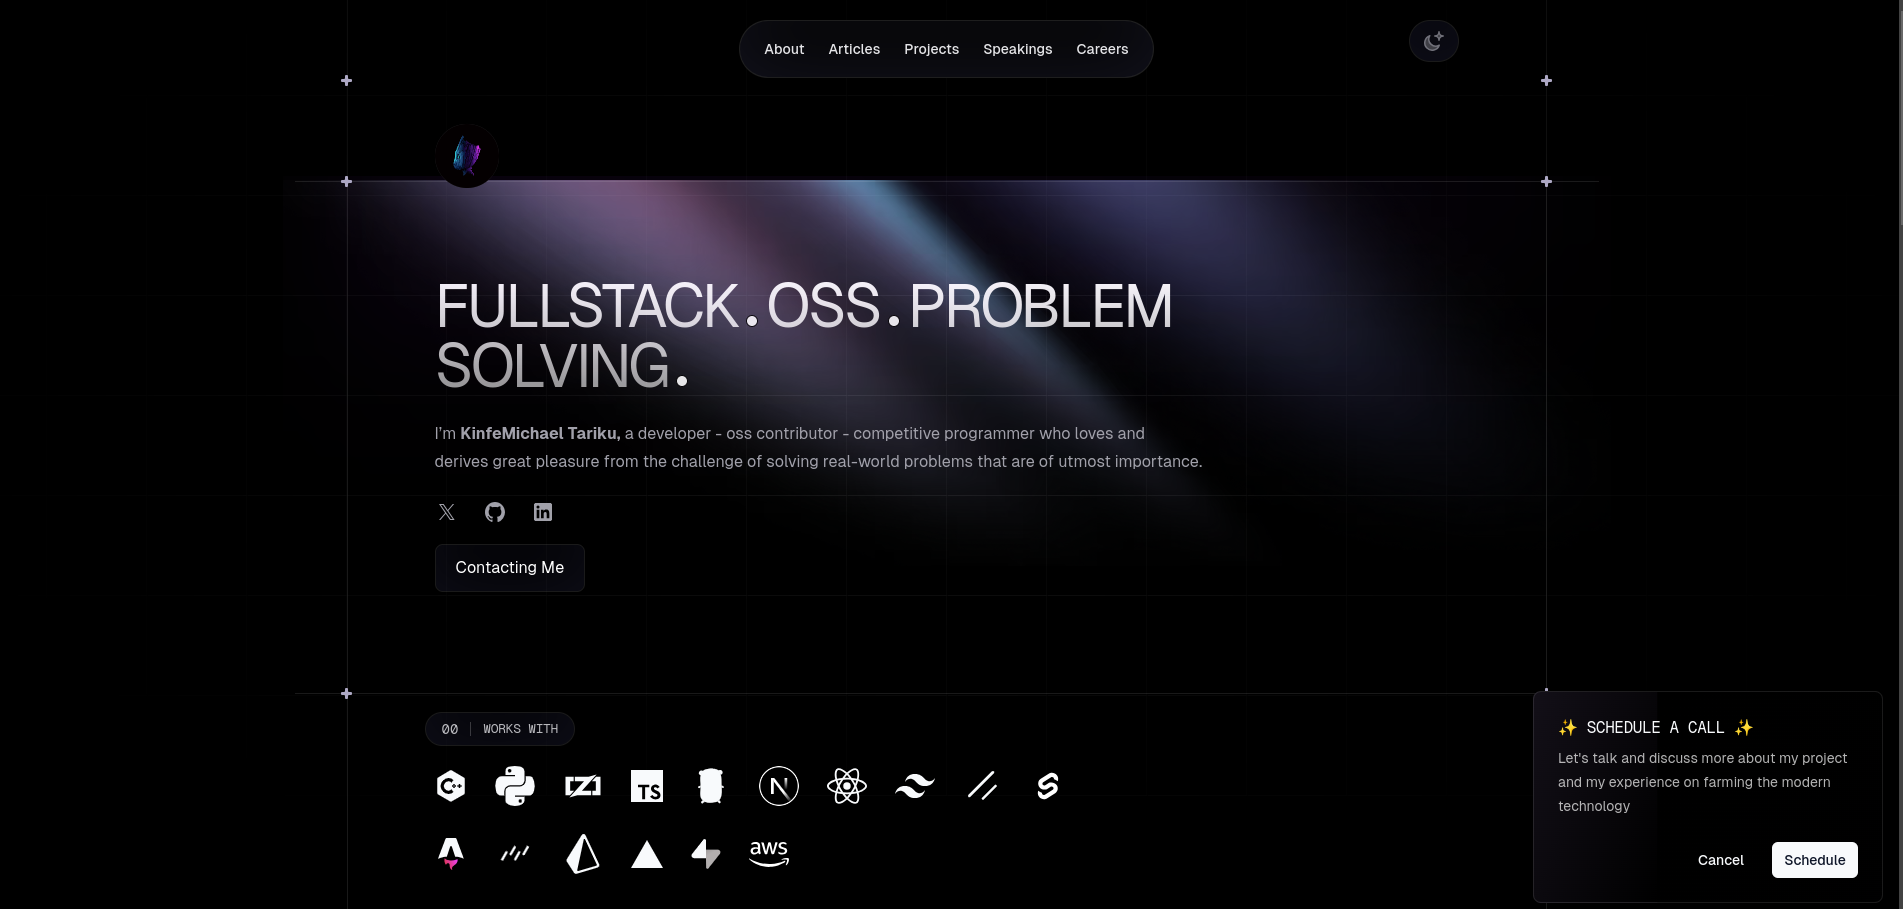 About Articles Projects Speakings Careers
FULLSTACK.OSS.PROBLEM
SOLVING.
I'm KinfeMichael Tariku, a developer - oss contributor - competitive programmer who loves and
derives great pleasure from the challenge of solving real-world problems that are of utmost importance.
Contacting Me
00 | WORKS WITH
C++ TS N
aws
✨ SCHEDULE A CALL ✨
Let's talk and discuss more about my project
and my experience on farming the modern
technology
Cancel Schedule